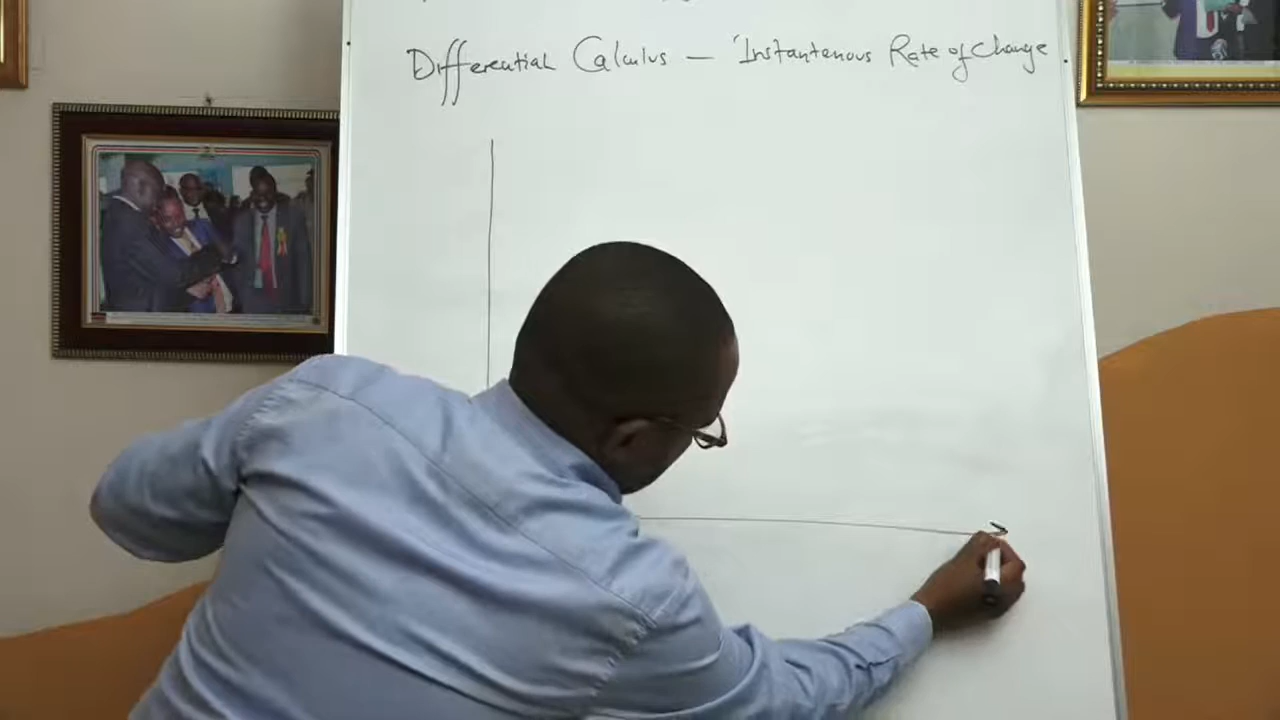 Differential Calculus — 'Instantenous Rate of Change